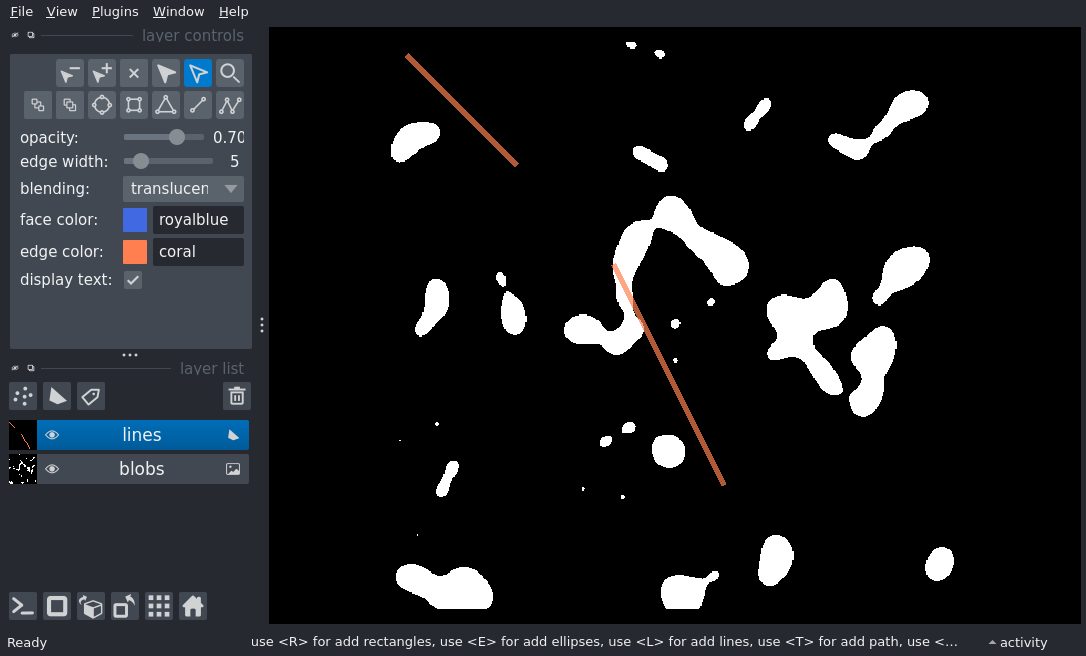 File View Plugins Window Help
layer controls
opacity: 0.70
edge width: 5
blending: translucen
face color: royalblue
edge color: coral
display text:
layer list
lines
blobs
Ready use <R> for add rectangles, use <E> for add ellipses, use <L> for add lines, use <T> for add path, use <... activity